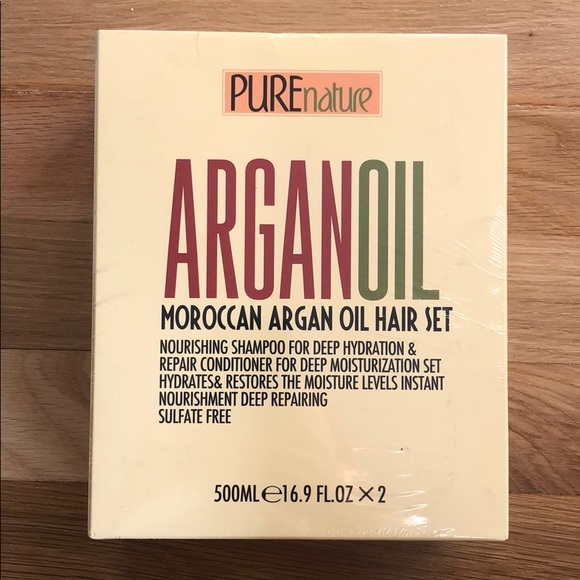 PUREnature
ARGANOIL
MOROCCAN ARGAN OIL HAIR SET
NOURISHING SHAMPOO FOR DEEP HYDRATION &
REPAIR CONDITIONER FOR DEEP MOISTURIZATION SET
HYDRATES& RESTORES THE MOISTURE LEVELS INSTANT
NOURISHMENT DEEP REPAIRING
SULFATE FREE
500ML℮16.9 FL.OZ ×2